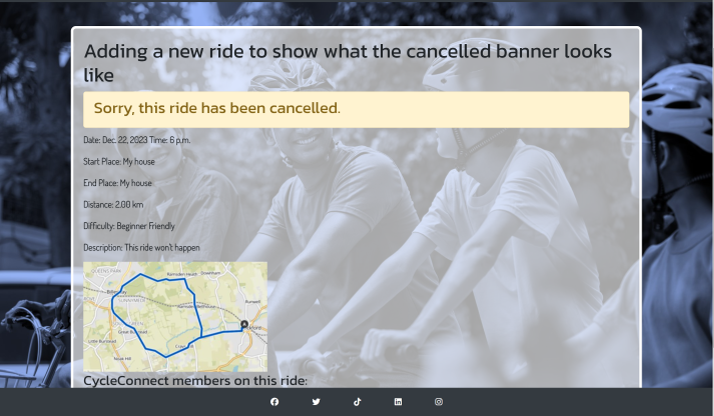 Adding a new ride to show what the cancelled banner looks
like
Sorry, this ride has been cancelled.
Date: Dec. 22, 2023 Time: 6 p.m.
Start Place: My house
End Place: My house
Distance: 2.00 km
Difficulty: Beginner Friendly
Description: This ride won't happen
CycleConnect members on this ride: